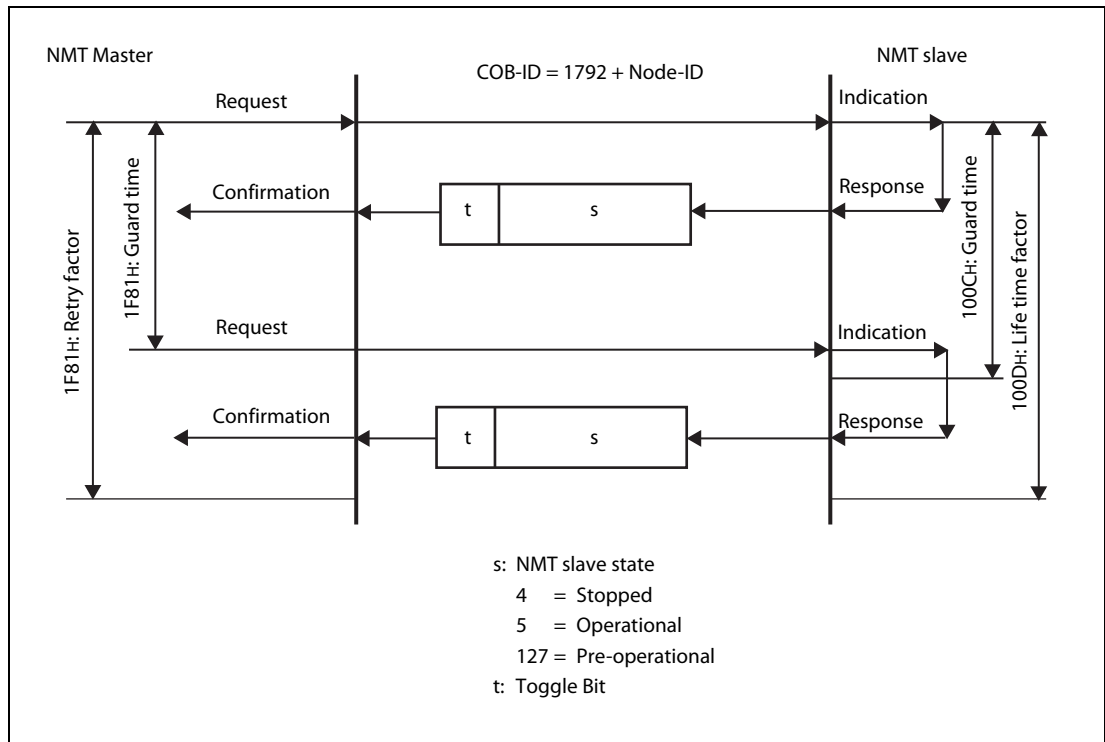 NMT Master
NMT slave
COB-ID = 1792 + Node-ID
Request
Indication
Confirmation
t
s
Response
1F81H: Retry factor
1F81H: Guard time
100CH: Guard time
100DH: Life time factor
Request
Indication
Confirmation
t
s
Response
s: NMT slave state
4 = Stopped
5 = Operational
127 = Pre-operational
t: Toggle Bit